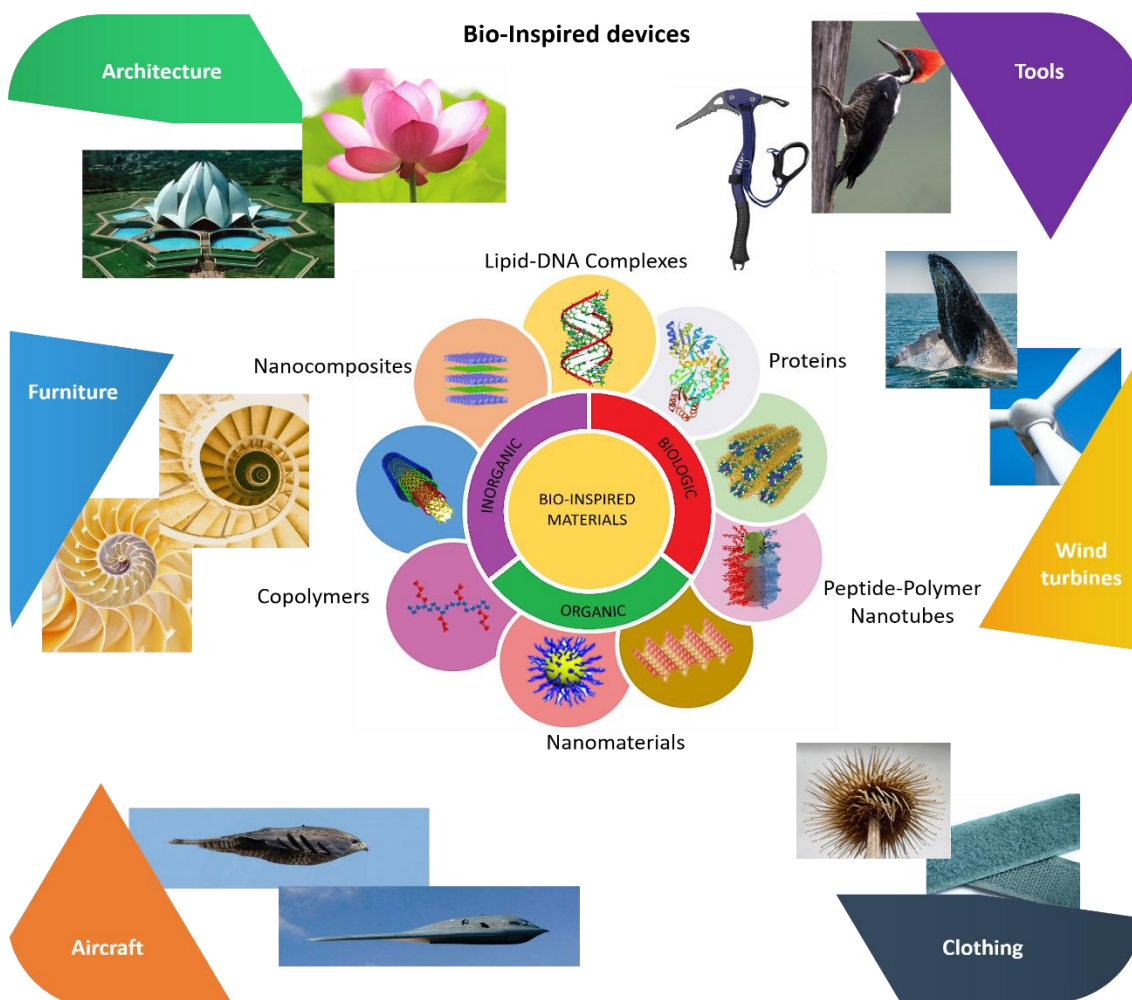 Bio-Inspired devices
Architecture
Tools
Lipid-DNA Complexes
Nanocomposites
Proteins
Furniture
INORGANIC
BIOLOGIC
BIO-INSPIRED
MATERIALS
Wind
turbines
Copolymers
ORGANIC
Peptide-Polymer
Nanotubes
Nanomaterials
Aircraft
Clothing